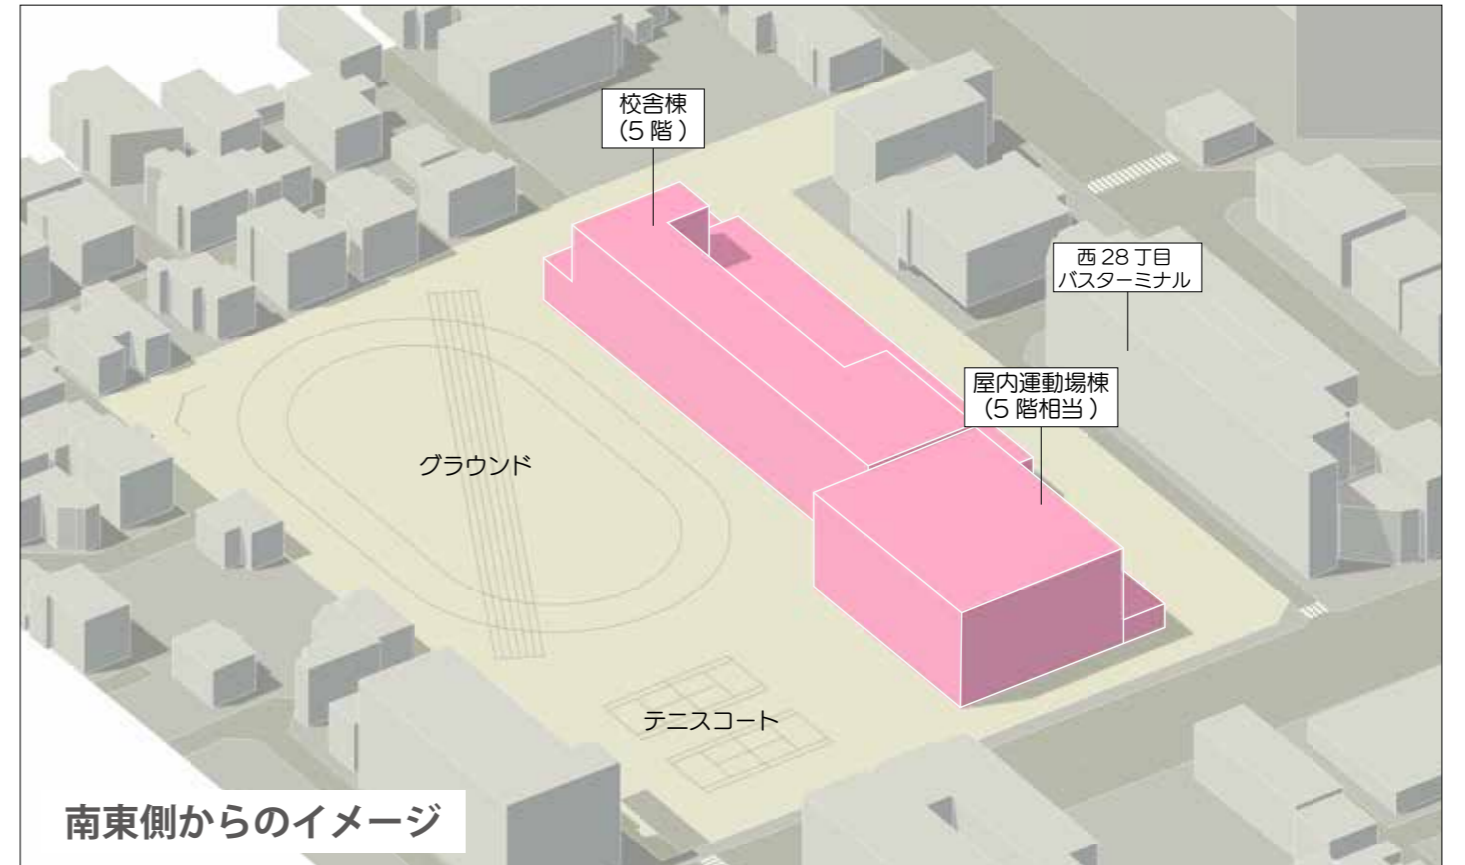 校舎棟
(5階)
西28丁目
バスターミナル
屋内運動場棟
(5階相当)
グラウンド
テニスコート
南東側からのイメージ